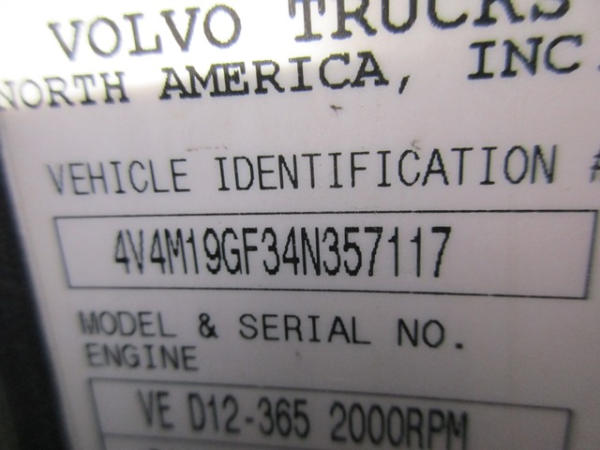 VOLVO TRUCKS
NORTH AMERICA, INC.
VEHICLE IDENTIFICATION
4V4M19GF34N357117
MODEL & SERIAL NO.
ENGINE
VE D12-365 2000RPM